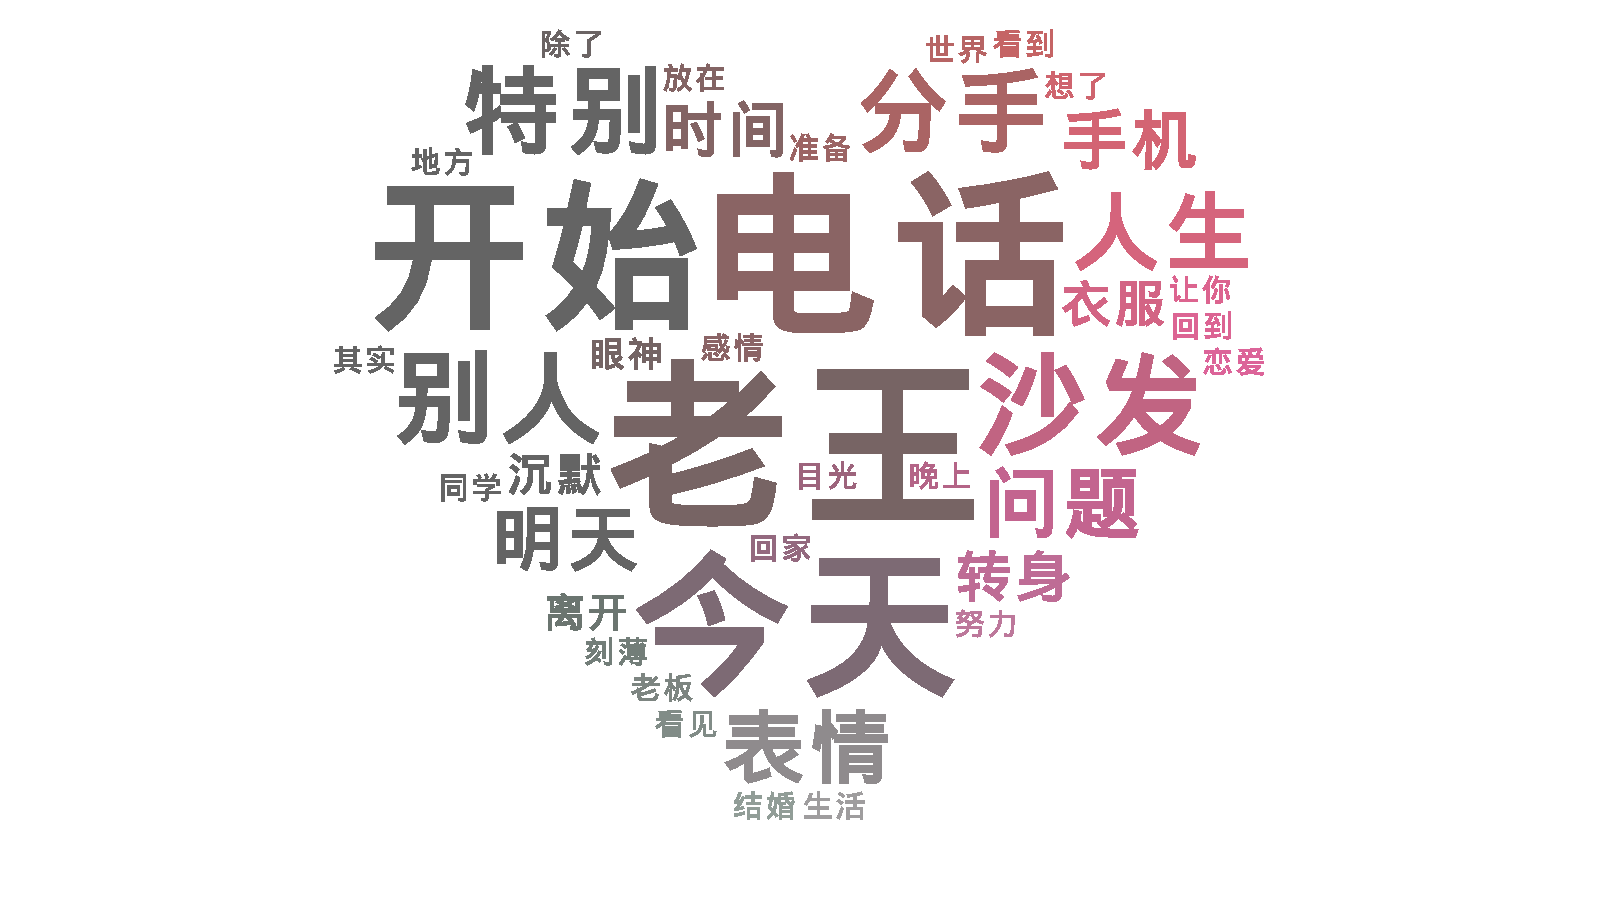 除了
世界
看到
特别
放在
分手
想了
时间
准备
手机
地方
开始
电话
人生
衣服
让你
回到
其实
眼神
感情
恋爱
别人
老王
沙发
同学
沉默
目光
晚上
问题
明天
回家
今天
转身
离开
努力
刻薄
老板
看见
表情
结婚
生活